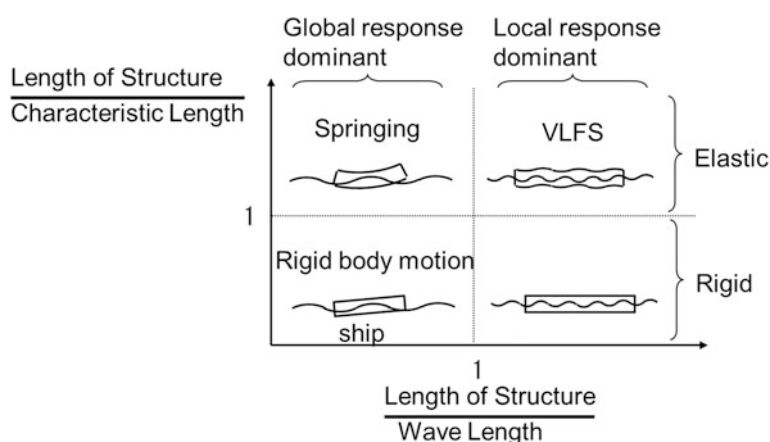 Global response
dominant
Local response
dominant
Length of Structure
Characteristic Length
Springing
VLFS
Elastic
1
Rigid body motion
Rigid
ship
1
Length of Structure
Wave Length